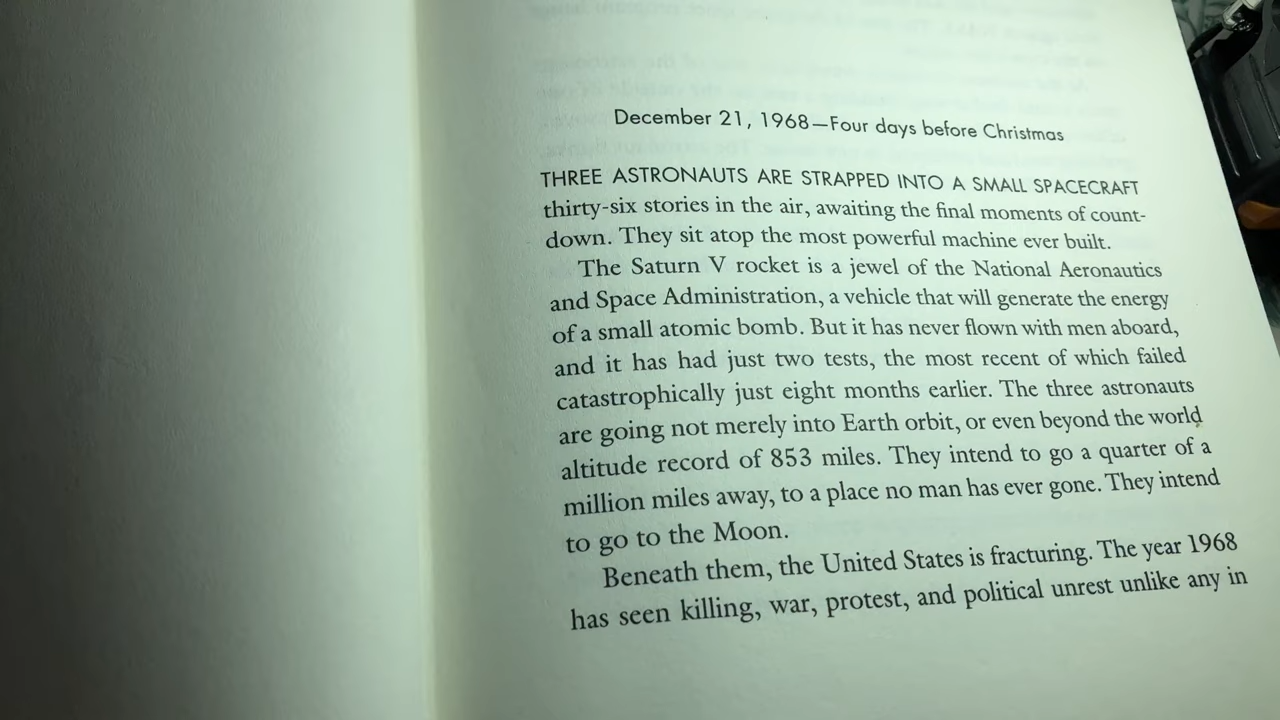 December 21, 1968—Four days before Christmas
THREE ASTRONAUTS ARE STRAPPED INTO A SMALL SPACECRAFT
thirty-six stories in the air, awaiting the final moments of count-
down. They sit atop the most powerful machine ever built.
The Saturn V rocket is a jewel of the National Aeronautics
and Space Administration, a vehicle that will generate the energy
of a small atomic bomb. But it has never flown with men aboard,
and it has had just two tests, the most recent of which failed
catastrophically just eight months earlier. The three astronauts
are going not merely into Earth orbit, or even beyond the world
altitude record of 853 miles. They intend to go a quarter of a
million miles away, to a place no man has ever gone. They intend
to go to the Moon.
Beneath them, the United States is fracturing. The year 1968
has seen killing, war, protest, and political unrest unlike any in